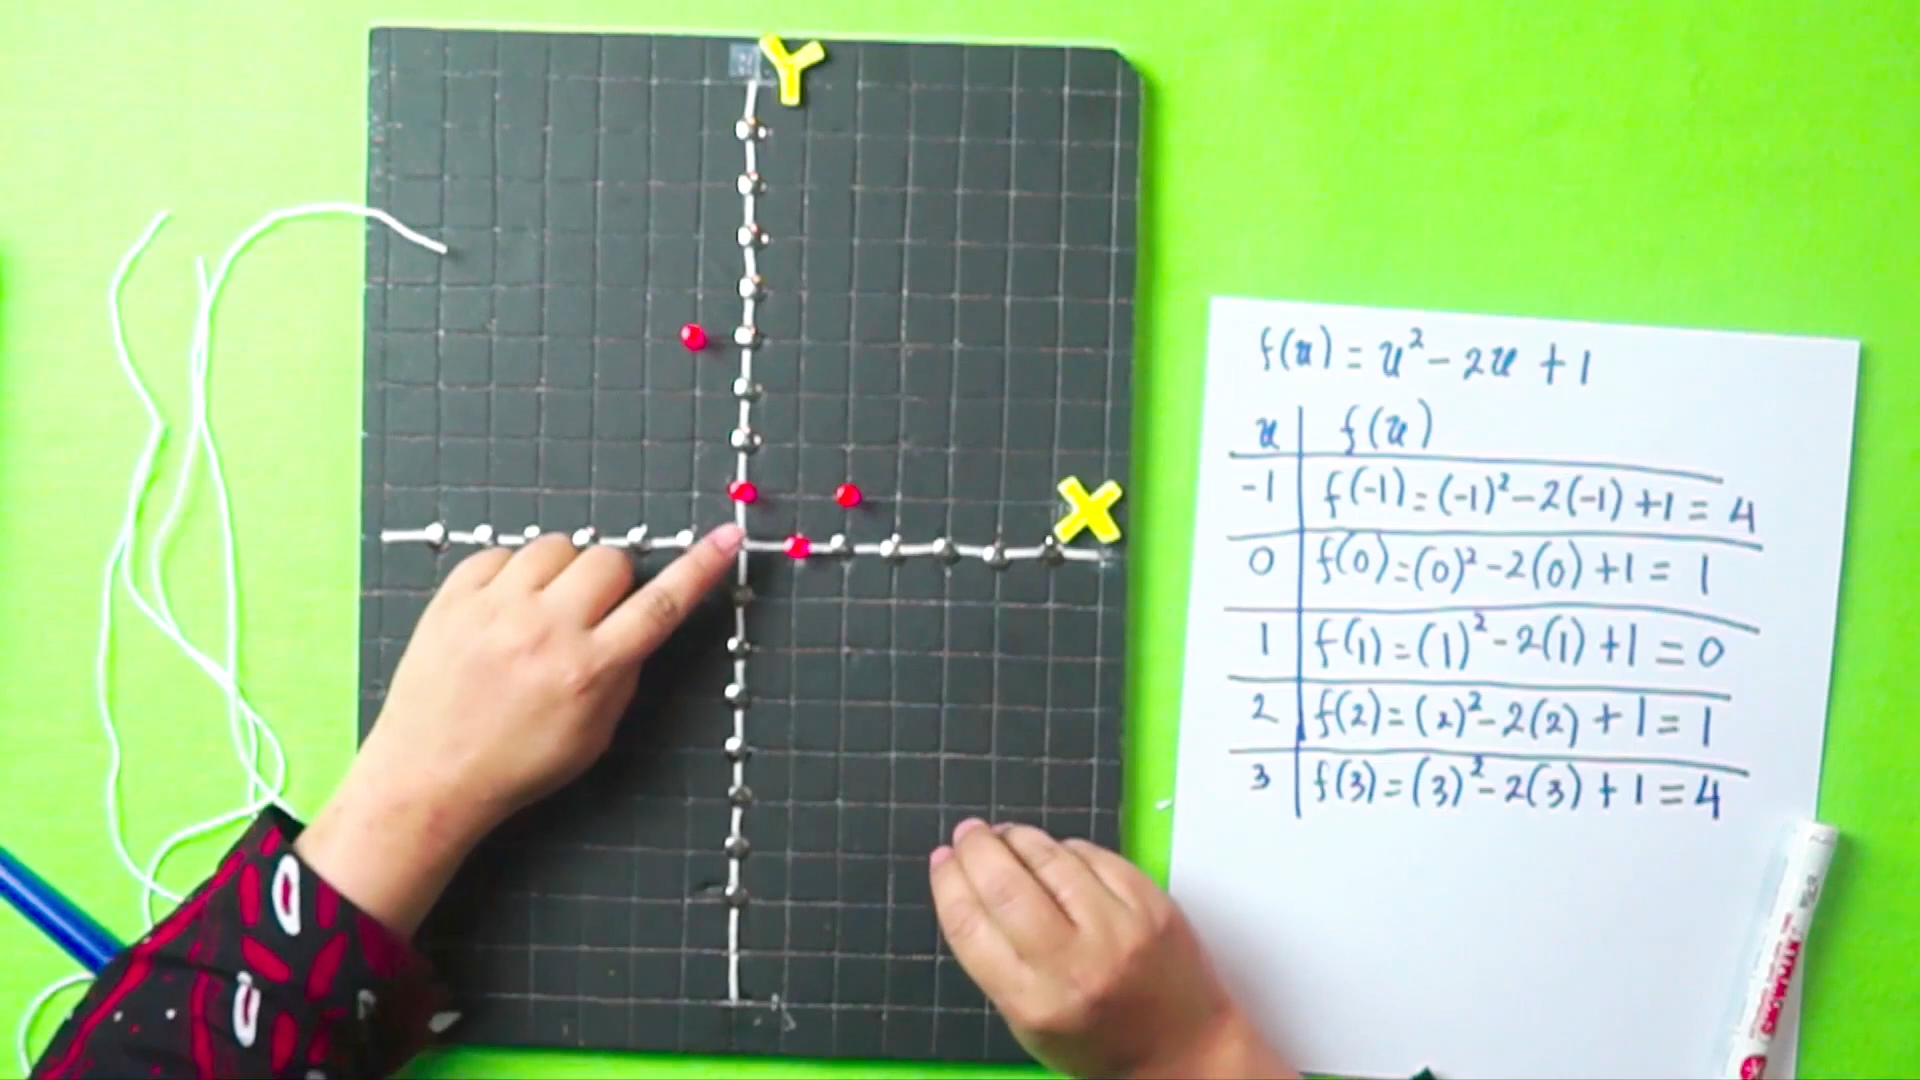 Y
X
f(x) = x² - 2x + 1
x | f(x)
-1 | f(-1) = (-1)² - 2(-1) + 1 = 4
0 | f(0) = (0)² - 2(0) + 1 = 1
1 | f(1) = (1)² - 2(1) + 1 = 0
2 | f(2) = (2)² - 2(2) + 1 = 1
3 | f(3) = (3)² - 2(3) + 1 = 4